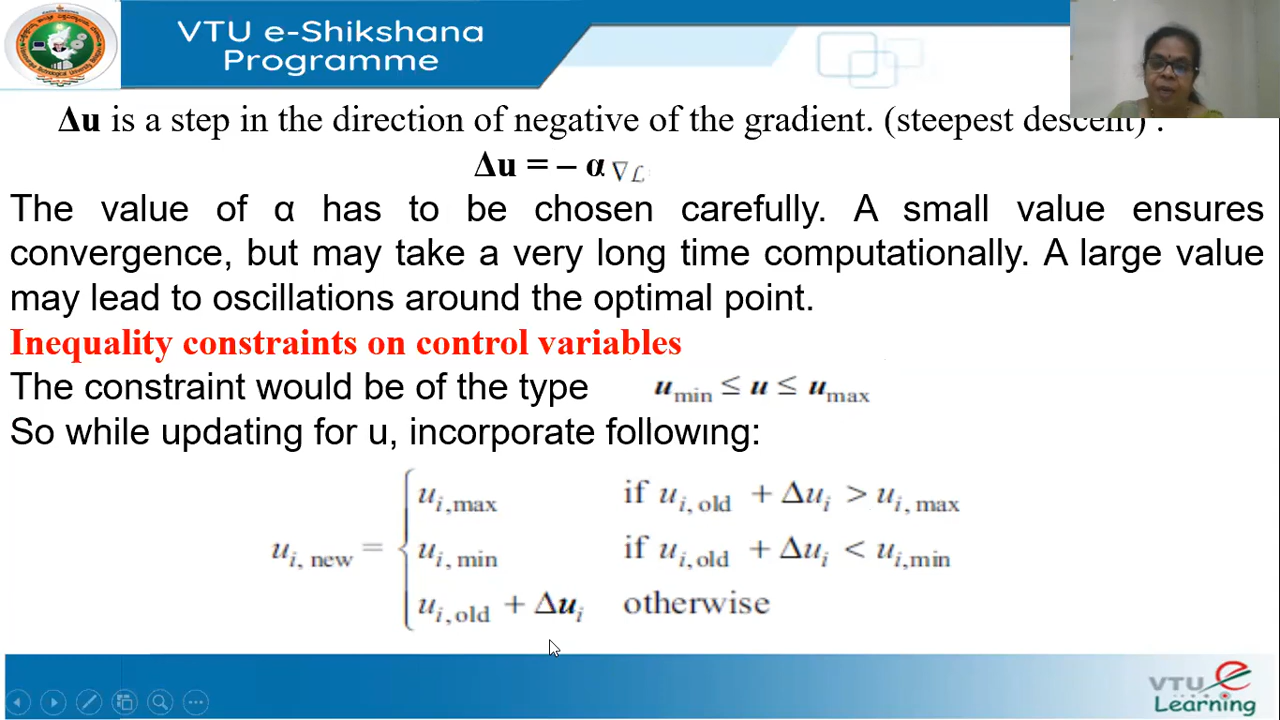 VTU e-Shikshana
Programme
Δu is a step in the direction of negative of the gradient. (steepest descent) .
Δu = – α ∇ℒ
The value of α has to be chosen carefully. A small value ensures
convergence, but may take a very long time computationally. A large value
may lead to oscillations around the optimal point.
Inequality constraints on control variables
The constraint would be of the type u_min ≤ u ≤ u_max
So while updating for u, incorporate following:
u_i,max if u_i,old + Δu_i > u_i,max
u_i,new = { u_i,min if u_i,old + Δu_i < u_i,min
u_i,old + Δu_i otherwise
VTU e
Learning